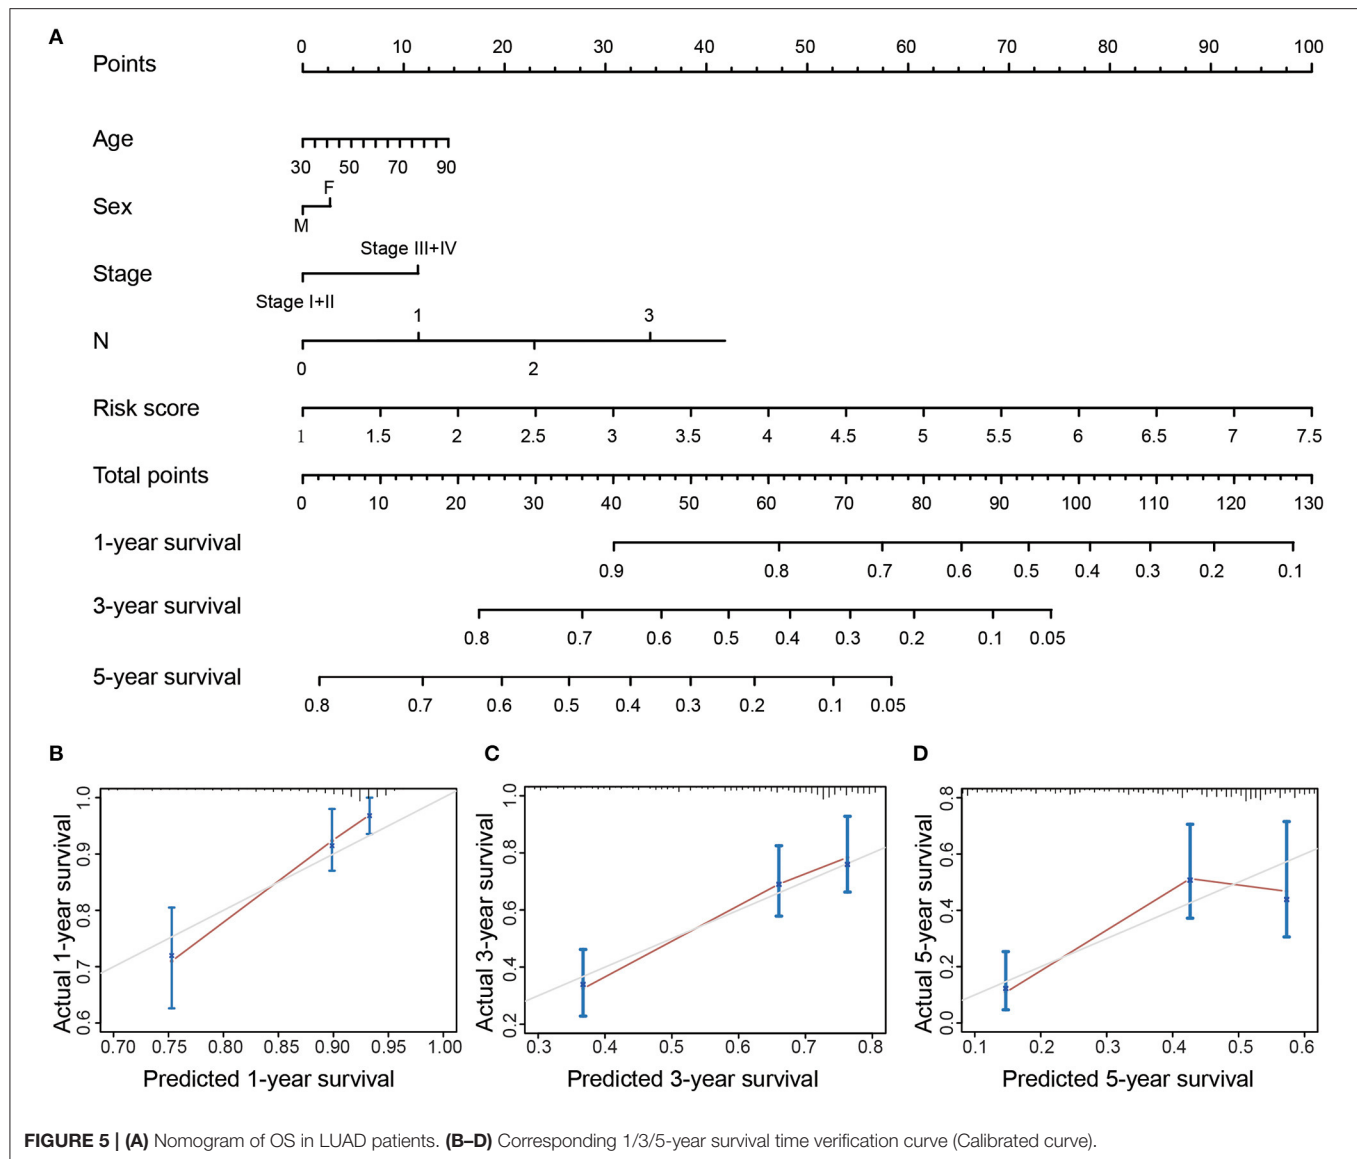 A
Points
0 10 20 30 40 50 60 70 80 90 100
Age
30 50 70 90
F
Sex
M
Stage III+IV
Stage
Stage I+II
1 3
N
0 2
Risk score
1 1.5 2 2.5 3 3.5 4 4.5 5 5.5 6 6.5 7 7.5
Total points
0 10 20 30 40 50 60 70 80 90 100 110 120 130
1-year survival
0.9 0.8 0.7 0.6 0.5 0.4 0.3 0.2 0.1
3-year survival
0.8 0.7 0.6 0.5 0.4 0.3 0.2 0.1 0.05
5-year survival
0.8 0.7 0.6 0.5 0.4 0.3 0.2 0.1 0.05
B
Actual 1-year survival
1.0
0.9
0.8
0.7
0.6
0.70 0.75 0.80 0.85 0.90 0.95 1.00
Predicted 1-year survival
C
Actual 3-year survival
1.0
0.8
0.6
0.4
0.2
0.3 0.4 0.5 0.6 0.7 0.8
Predicted 3-year survival
D
Actual 5-year survival
0.8
0.6
0.4
0.2
0.0
0.1 0.2 0.3 0.4 0.5 0.6
Predicted 5-year survival
FIGURE 5 | (A) Nomogram of OS in LUAD patients. (B–D) Corresponding 1/3/5-year survival time verification curve (Calibrated curve).